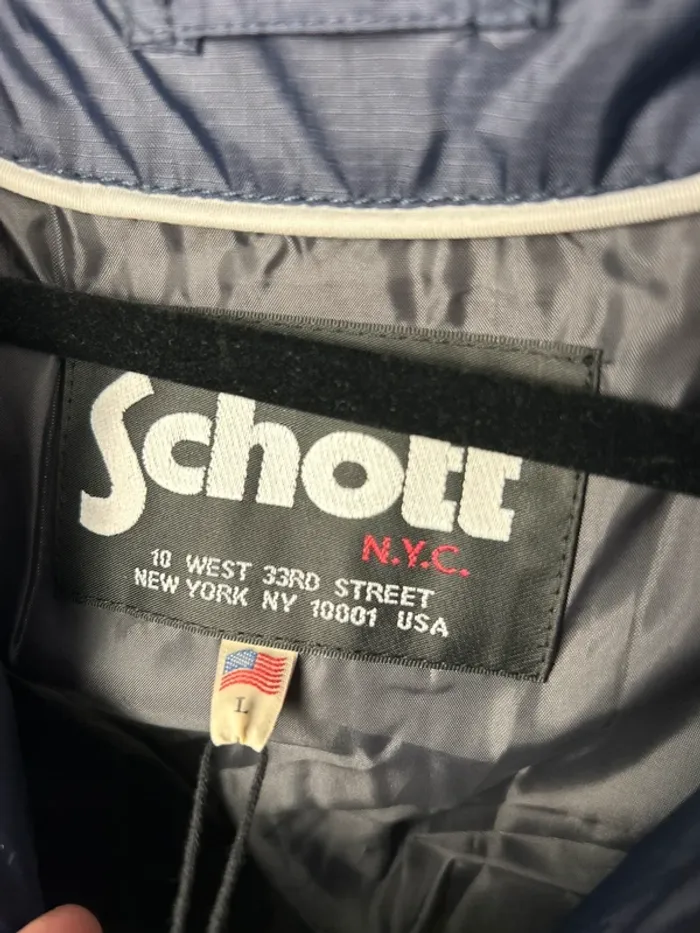 Schott
N.Y.C.
10 WEST 33RD STREET
NEW YORK NY 10001 USA
L